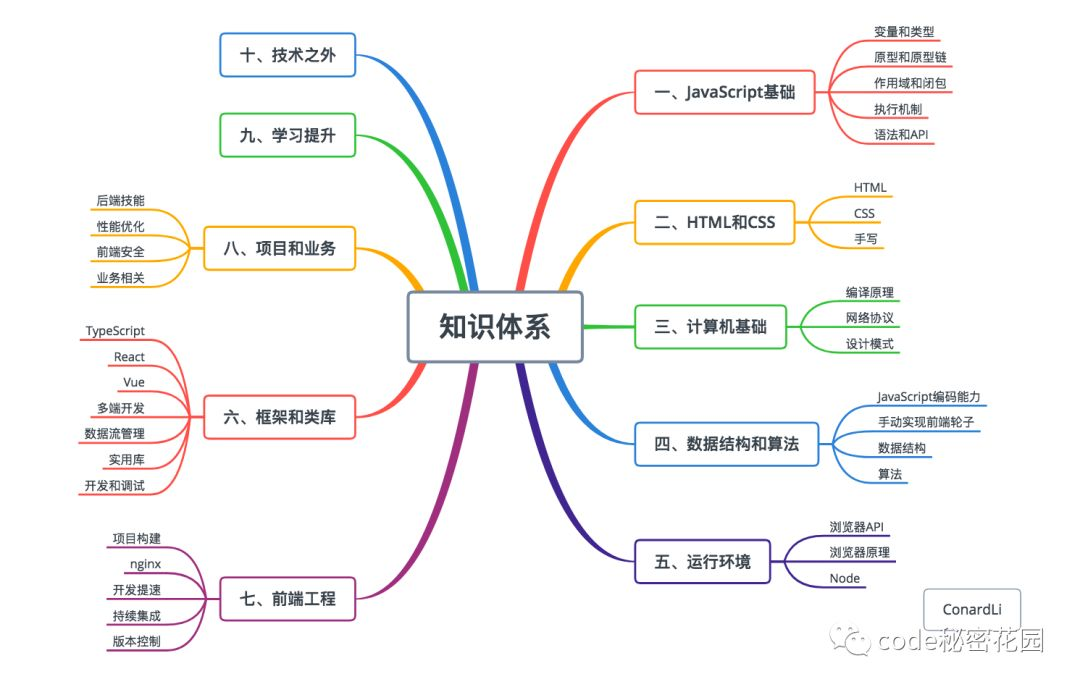 知识体系
一、JavaScript基础
变量和类型
原型和原型链
作用域和闭包
执行机制
语法和API
二、HTML和CSS
HTML
CSS
手写
三、计算机基础
编译原理
网络协议
设计模式
四、数据结构和算法
JavaScript编码能力
手动实现前端轮子
数据结构
算法
五、运行环境
浏览器API
浏览器原理
Node
六、框架和类库
TypeScript
React
Vue
多端开发
数据流管理
实用库
开发和调试
七、前端工程
项目构建
nginx
开发提速
持续集成
版本控制
八、项目和业务
后端技能
性能优化
前端安全
业务相关
九、学习提升
十、技术之外
ConardLi
code秘密花园